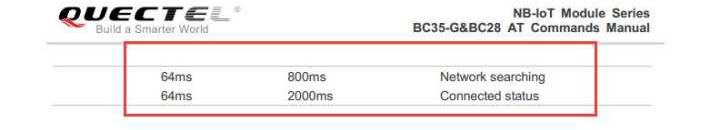 QUECTEL
Build a Smarter World
NB-IoT Module Series
BC35-G&BC28 AT Commands Manual
64ms 800ms Network searching
64ms 2000ms Connected status